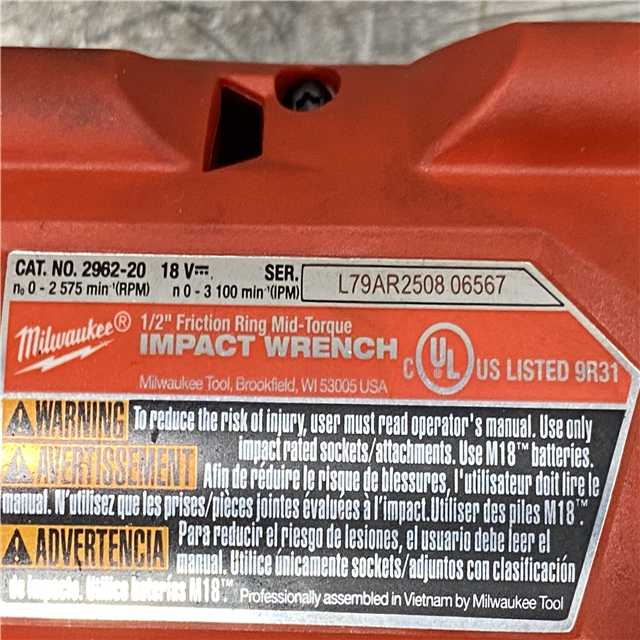 CAT. NO. 2962-20 18 V⎓ SER. L79AR2508 06567
n₀ 0 - 2 575 min⁻¹(RPM) n 0 - 3 100 min⁻¹(IPM)
Milwaukee® 1/2" Friction Ring Mid-Torque
IMPACT WRENCH
C UL US LISTED 9R31
Milwaukee Tool, Brookfield, WI 53005 USA
WARNING To reduce the risk of injury, user must read operator's manual. Use only
impact rated sockets/attachments. Use M18™ batteries.
AVERTISSEMENT Afin de réduire le risque de blessures, l'utilisateur doit lire le
manual. N'utilisez que les prises/pièces jointes évaluées à l'impact.Utiliser des piles M18™.
ADVERTENCIA Para reducir el riesgo de lesiones, el usuario debe leer el
manual. Utilice únicamente sockets/adjuntos con clasificación
de impacto. Utilice baterías M18™ Professionally assembled in Vietnam by Milwaukee Tool